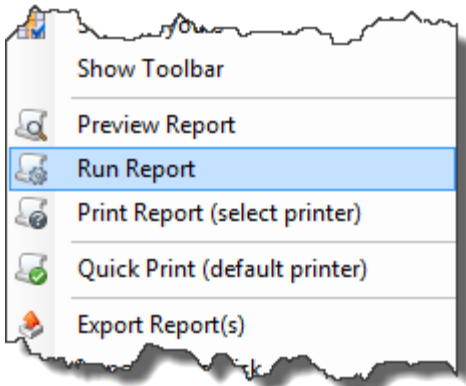 Show Toolbar
Preview Report
Run Report
Print Report (select printer)
Quick Print (default printer)
Export Report(s)